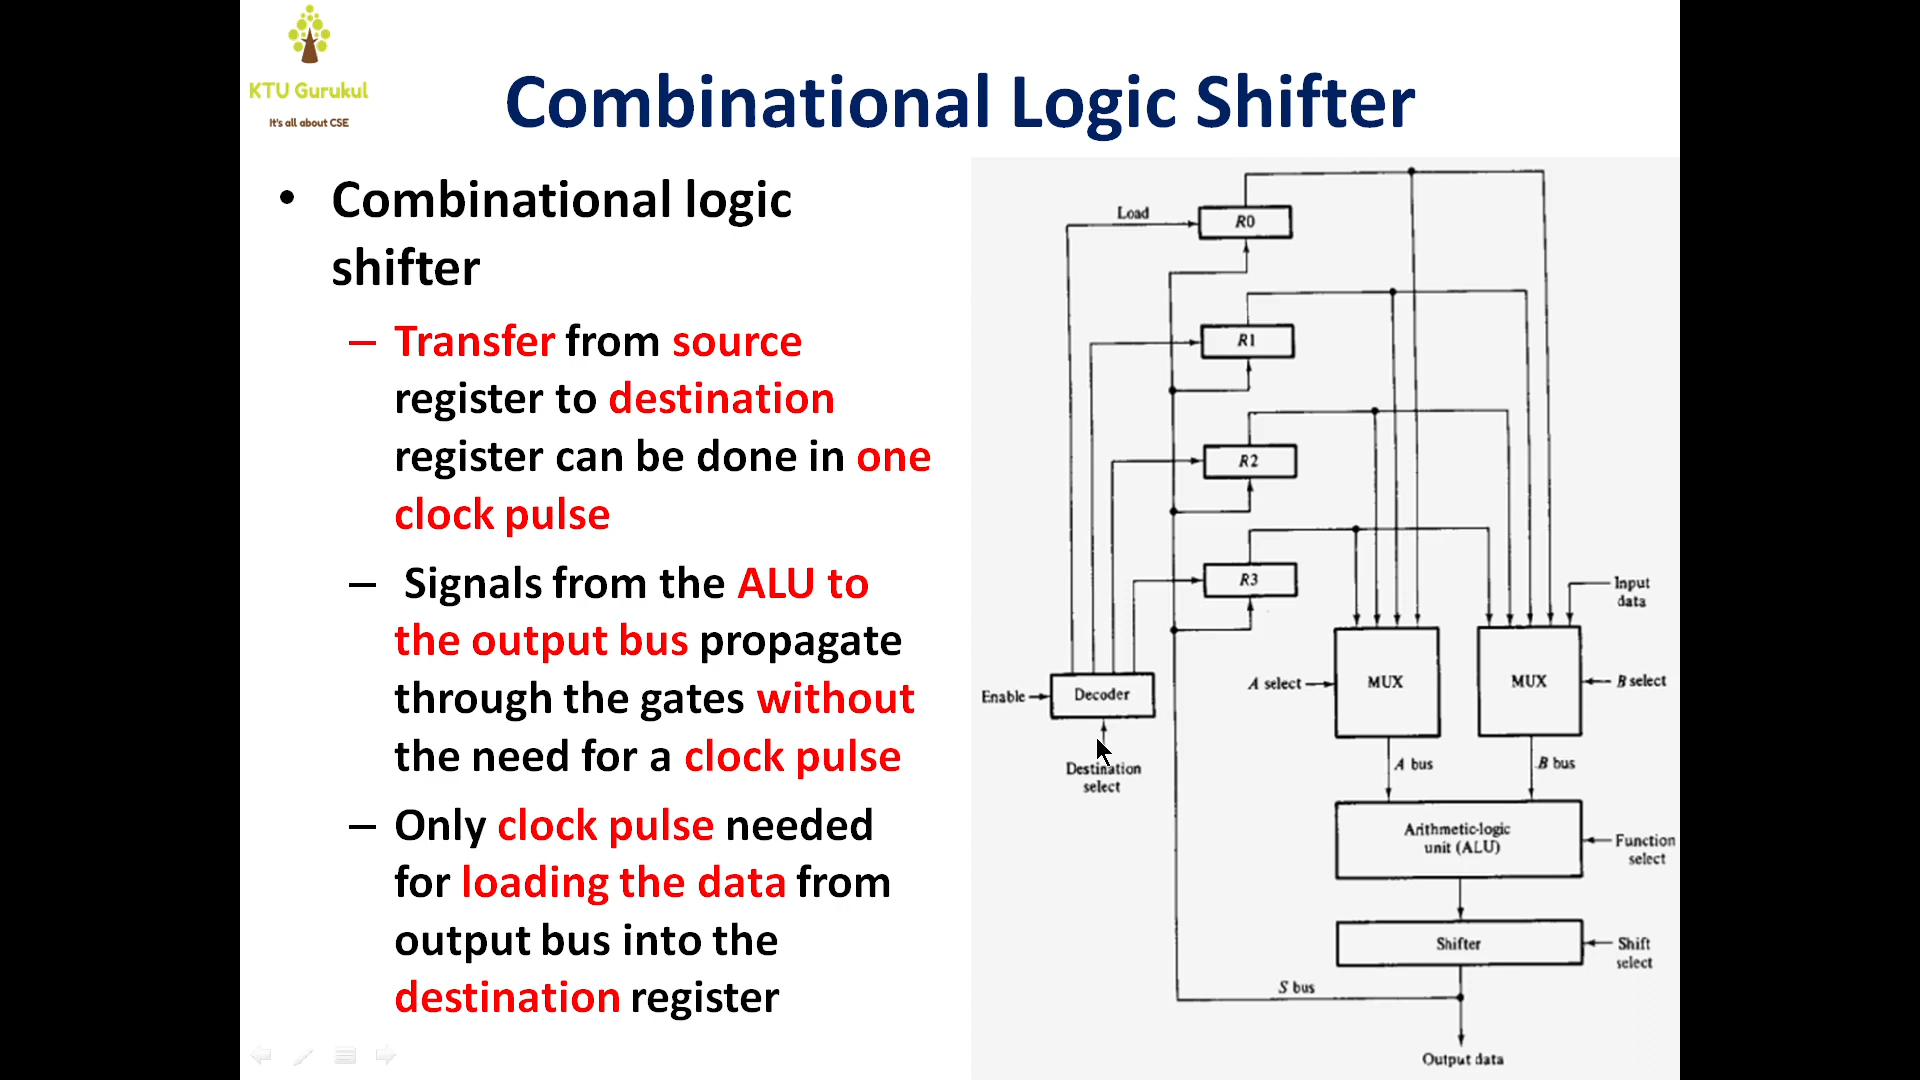 KTU Gurukul
It's all about CSE
Combinational Logic Shifter
• Combinational logic
shifter
– Transfer from source
register to destination
register can be done in one
clock pulse
– Signals from the ALU to
the output bus propagate
through the gates without
the need for a clock pulse
– Only clock pulse needed
for loading the data from
output bus into the
destination register
Load
R0
R1
R2
R3
Input
data
Enable
Decoder
Destination
select
A select
MUX
MUX
B select
A bus
B bus
Arithmetic-logic
unit (ALU)
Function
select
Shifter
Shift
select
S bus
Output data